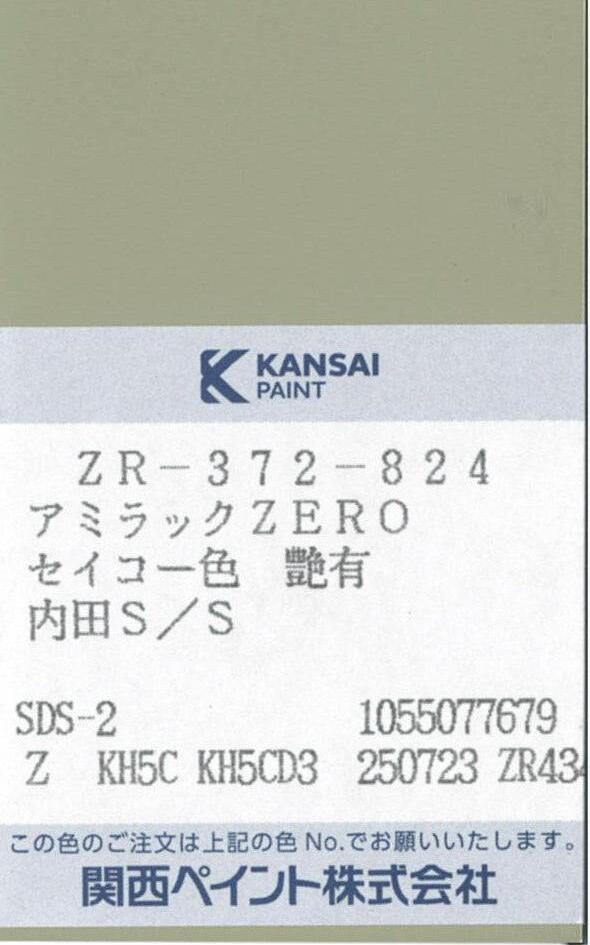 KANSAI
PAINT
ZR-372-824
アミラックZERO
セイコー色 艶有
内田S/S
SDS-2 1055077679
Z KH5C KH5CD3 250723 ZR434
この色のご注文は上記の色No.でお願いいたします。
関西ペイント株式会社